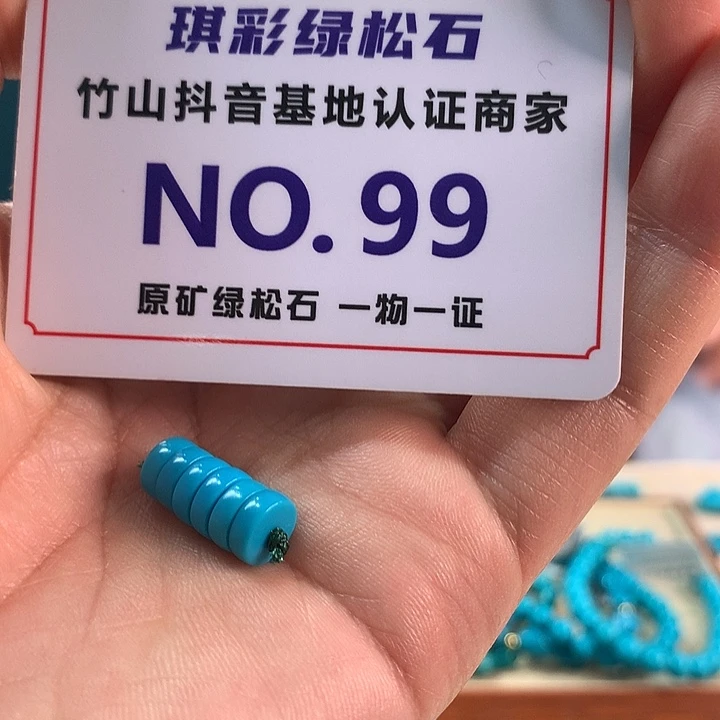 琪彩绿松石
竹山抖音基地认证商家
NO. 99
原矿绿松石 一物一证